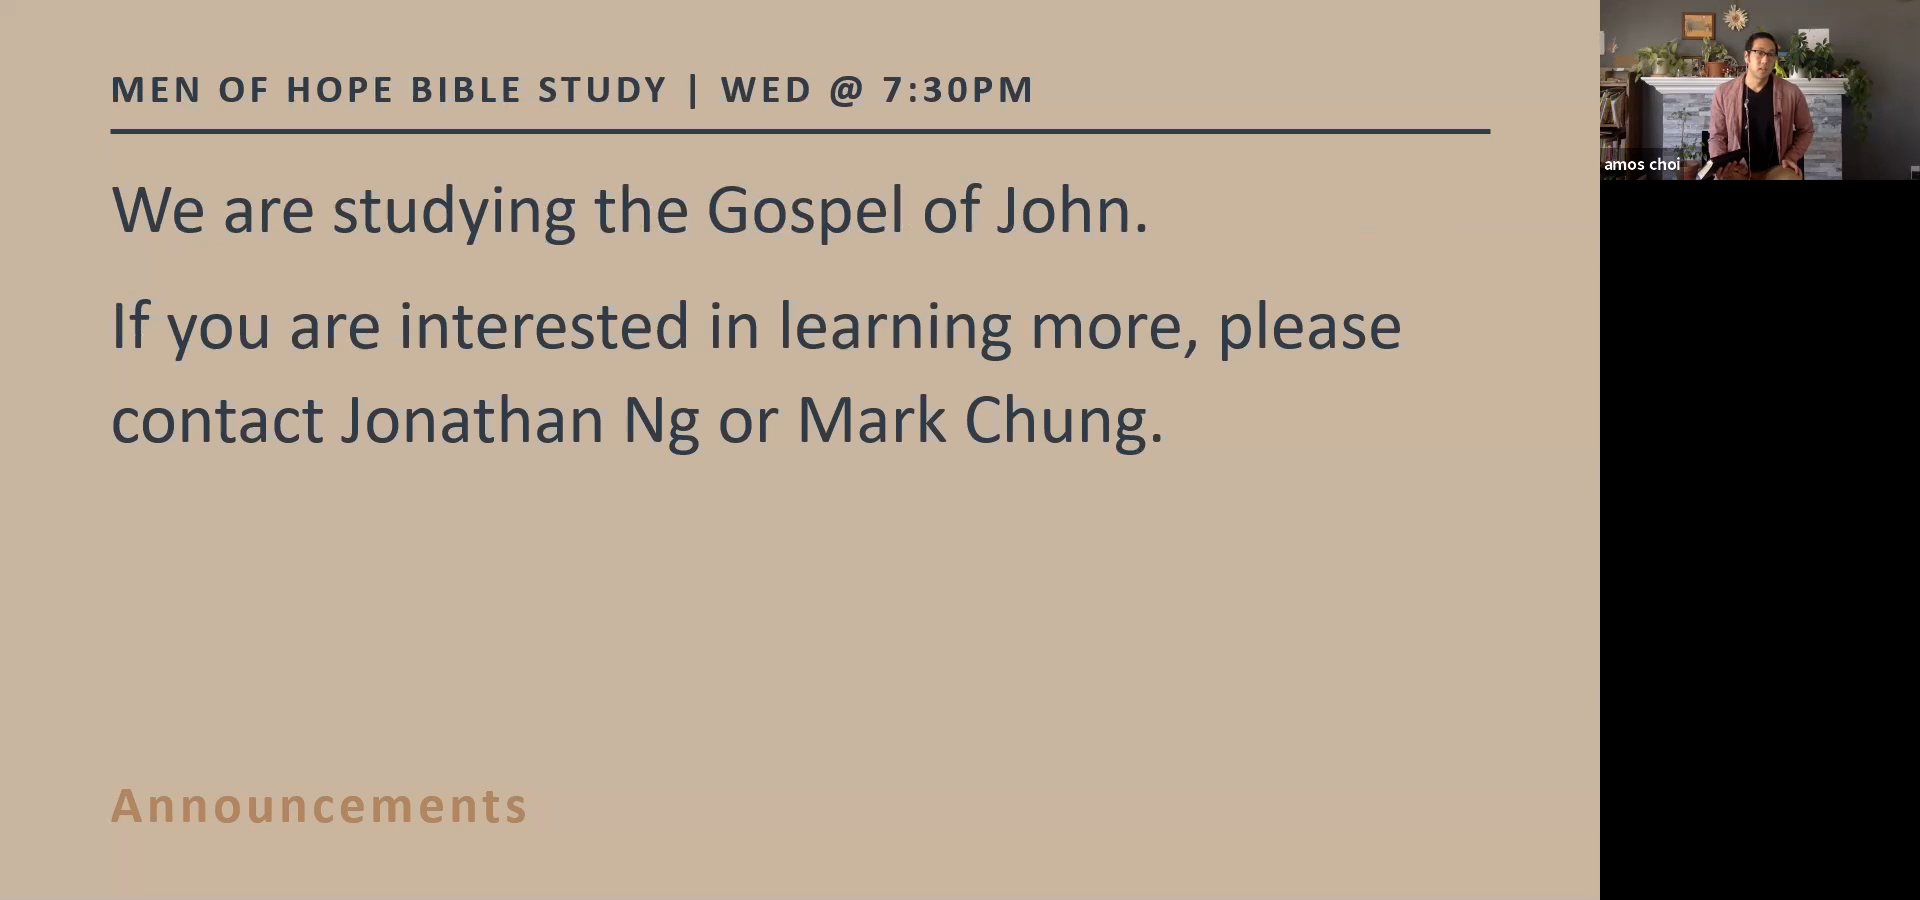 MEN OF HOPE BIBLE STUDY | WED @ 7:30PM
We are studying the Gospel of John.
If you are interested in learning more, please
contact Jonathan Ng or Mark Chung.
Announcements
amos choi